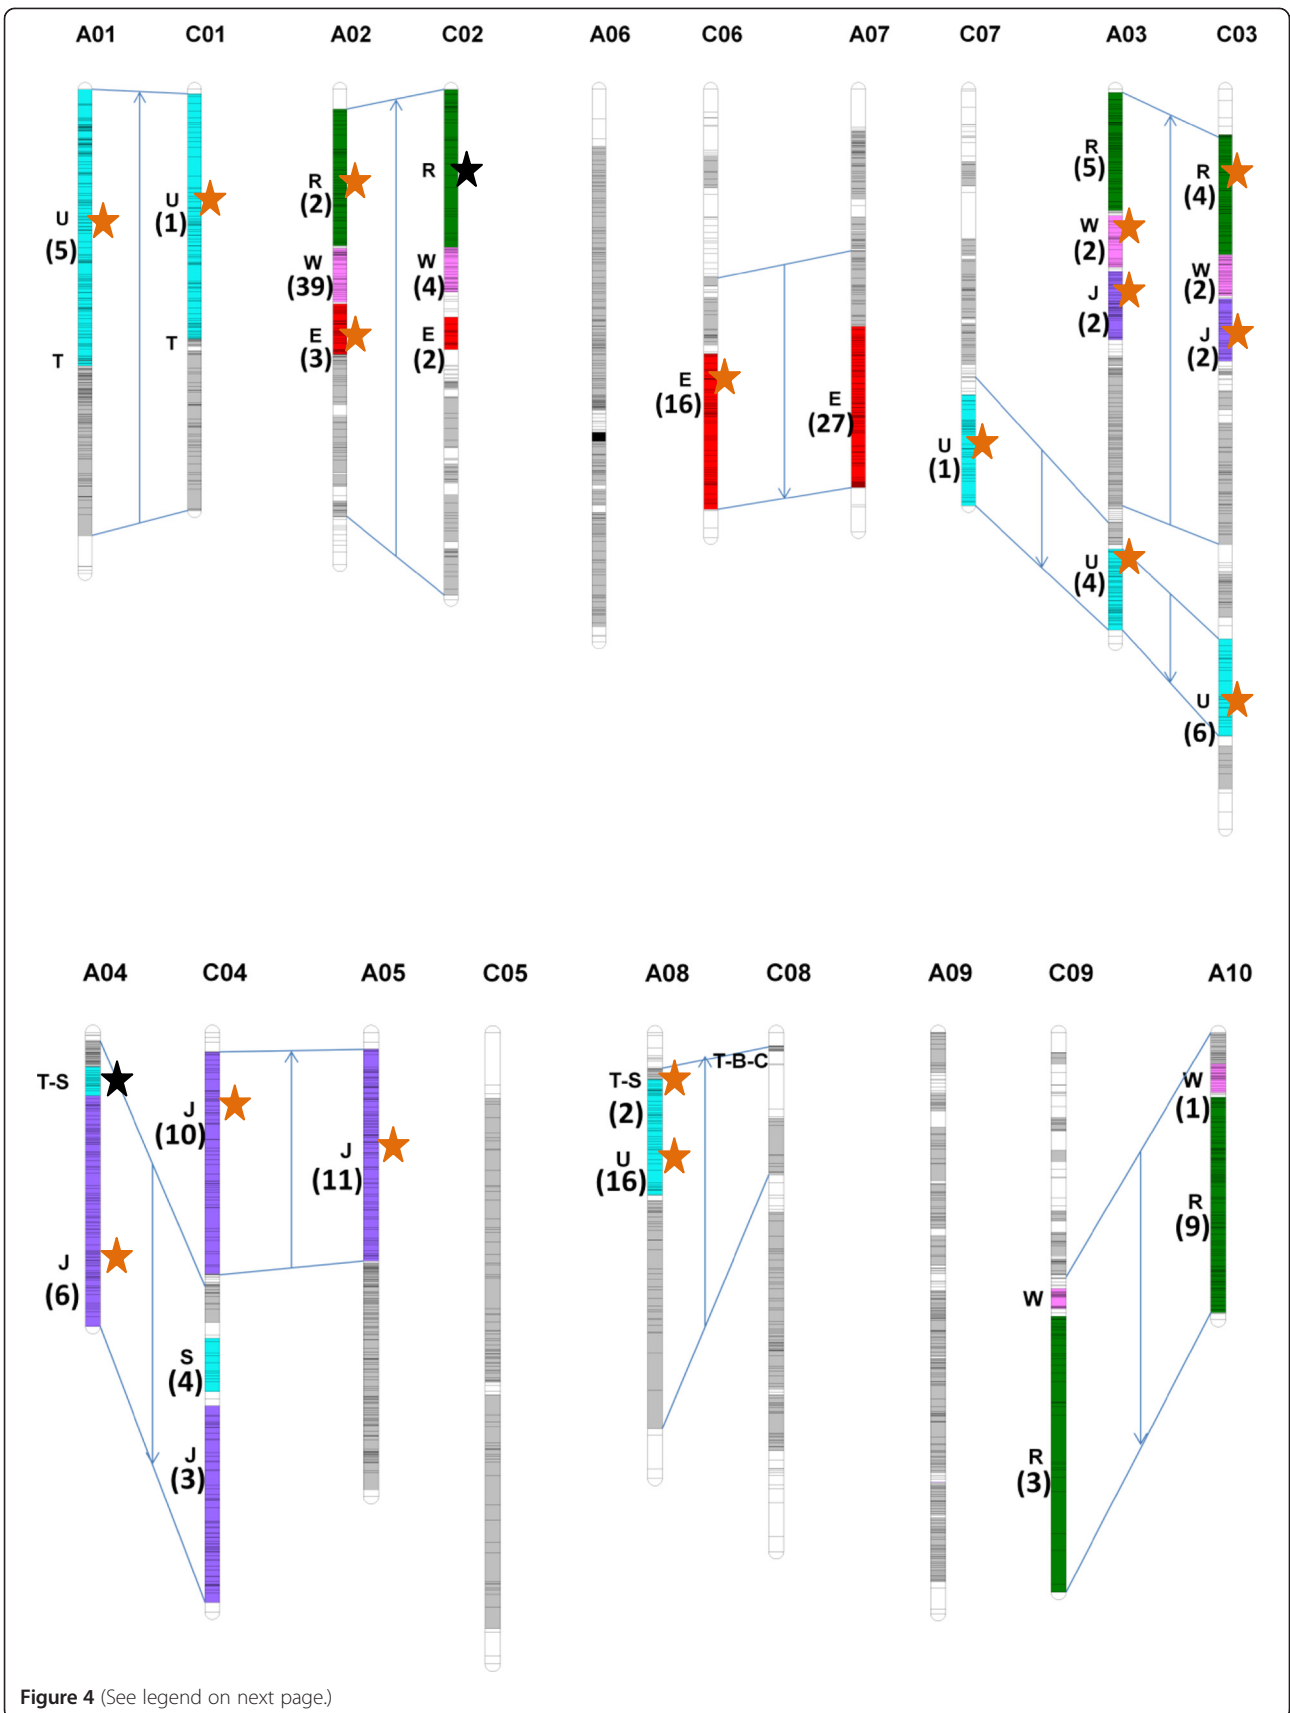 A01 C01 A02 C02 A06 C06 A07 C07 A03 C03
U
(5)
T
U
(1)
T
R
(2)
W
(39)
E
(3)
R
W
(4)
E
(2)
E
(16)
E
(27)
U
(1)
R
(5)
W
(2)
J
(2)
U
(4)
R
(4)
W
(2)
J
(2)
U
(6)
A04 C04 A05 C05 A08 C08 A09 C09 A10
T-S
J
(6)
J
(10)
S
(4)
J
(3)
J
(11)
T-S
(2)
U
(16)
T-B-C
W
R
(3)
W
(1)
R
(9)
Figure 4 (See legend on next page.)